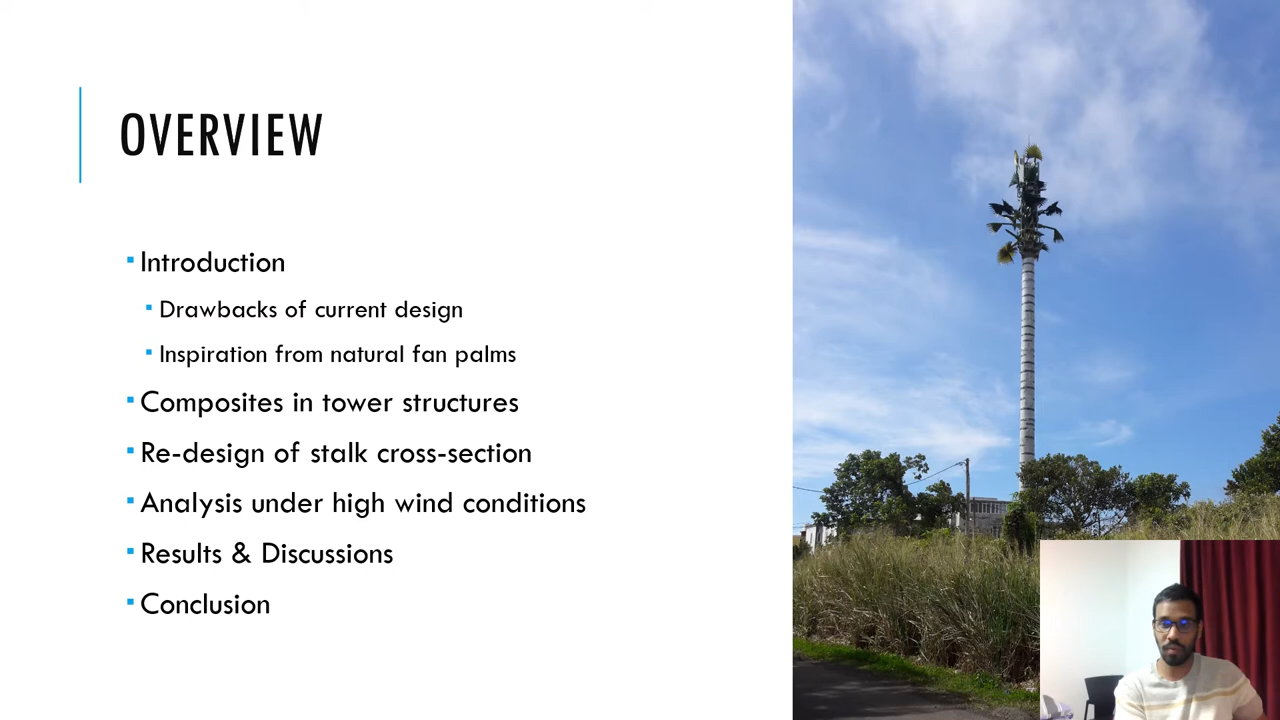 OVERVIEW
Introduction
Drawbacks of current design
Inspiration from natural fan palms
Composites in tower structures
Re-design of stalk cross-section
Analysis under high wind conditions
Results & Discussions
Conclusion